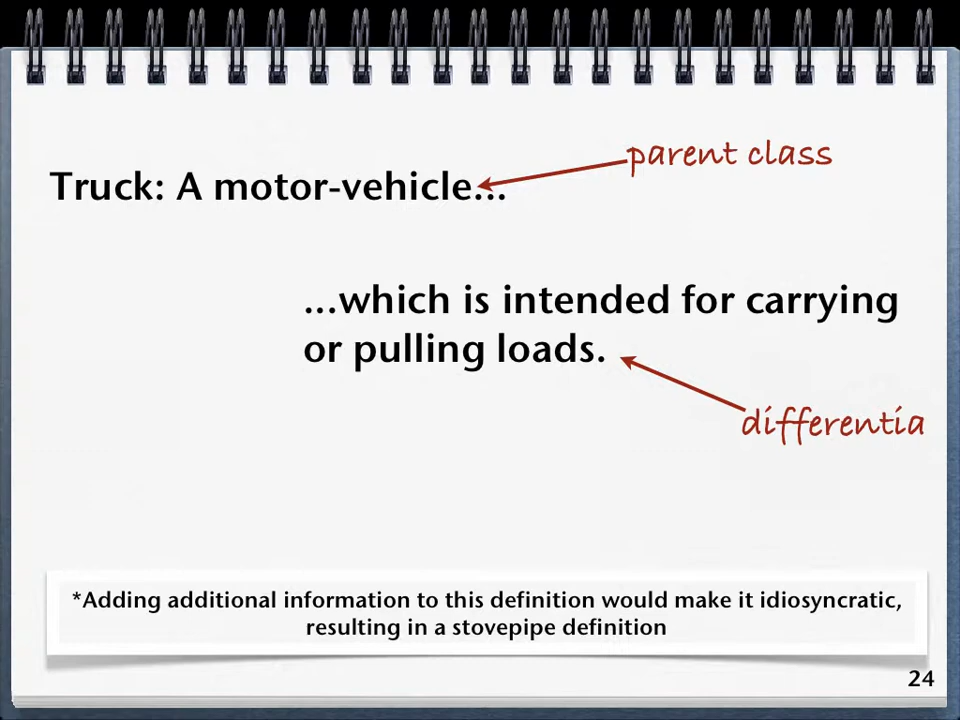 parent class
Truck: A motor-vehicle...
...which is intended for carrying
or pulling loads.
differentia
*Adding additional information to this definition would make it idiosyncratic,
resulting in a stovepipe definition
24